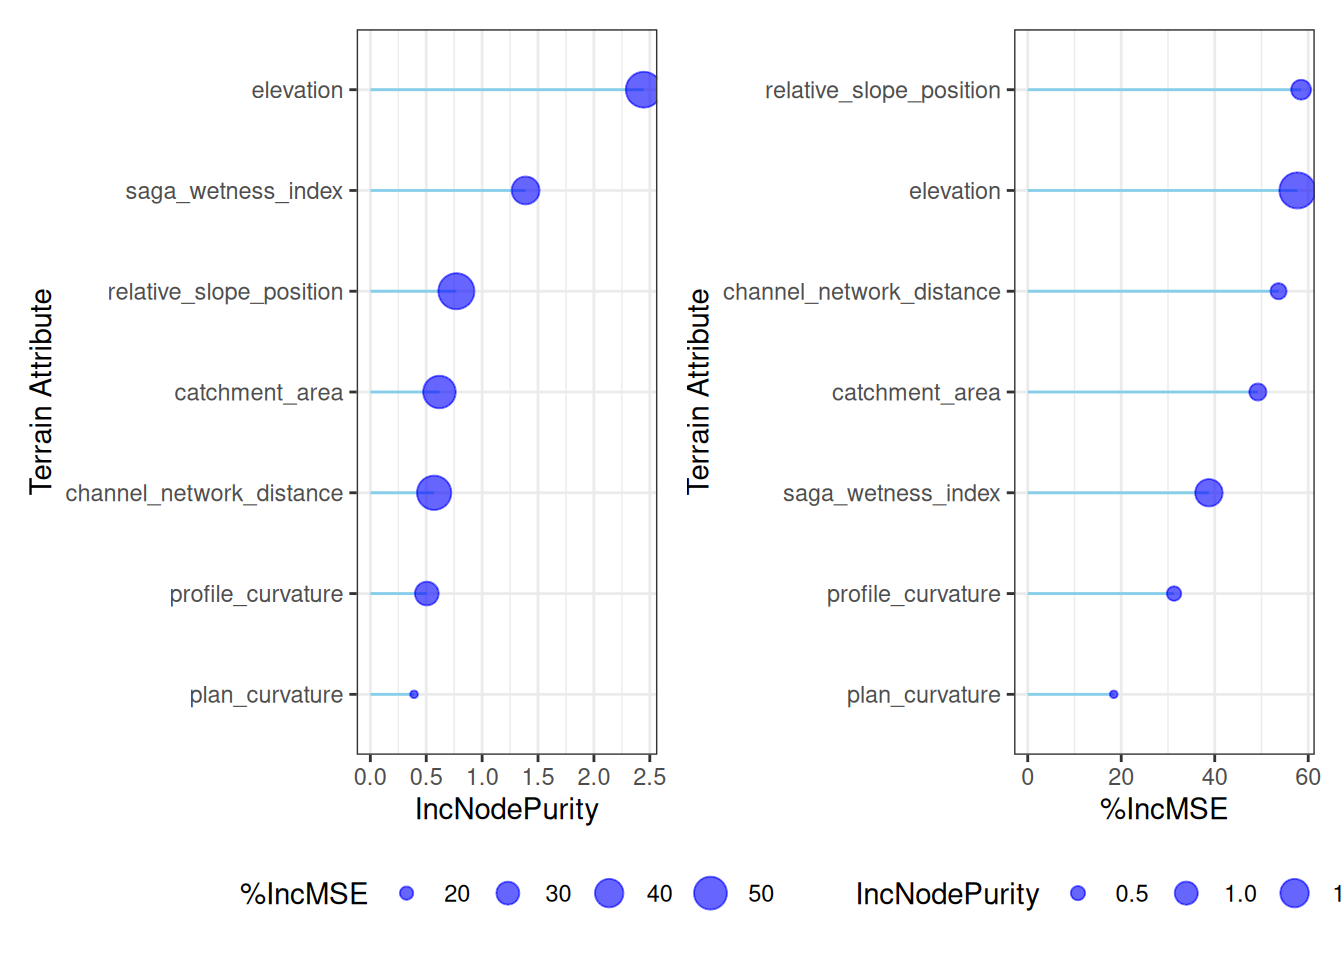 Terrain Attribute
elevation
saga_wetness_index
relative_slope_position
catchment_area
channel_network_distance
profile_curvature
plan_curvature
0.0 0.5 1.0 1.5 2.0 2.5
IncNodePurity
Terrain Attribute
relative_slope_position
elevation
channel_network_distance
catchment_area
saga_wetness_index
profile_curvature
plan_curvature
0 20 40 60
%IncMSE
%IncMSE 20 30 40 50
IncNodePurity 0.5 1.0